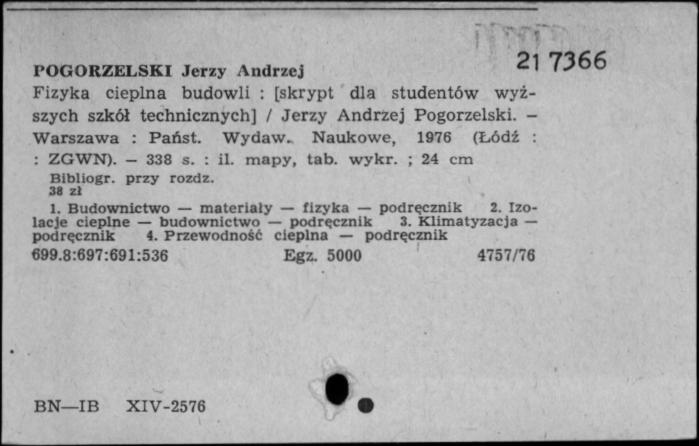 21 7366
POGORZELSKI Jerzy Andrzej
Fizyka cieplna budowli : [skrypt dla studentów wyż-
szych szkół technicznych] / Jerzy Andrzej Pogorzelski. —
Warszawa : Państ. Wydaw. Naukowe, 1976 (Łódź :
: ZGWN). — 338 s. : il. mapy, tab. wykr. ; 24 cm
Bibliogr. przy rozdz.
38 zł
1. Budownictwo — materiały — fizyka — podręcznik 2. Izo-
lacje cieplne — budownictwo — podręcznik 3. Klimatyzacja —
podręcznik 4. Przewodność cieplna — podręcznik
699.8:697:691:536 Egz. 5000 4757/76
BN—IB XIV-2576